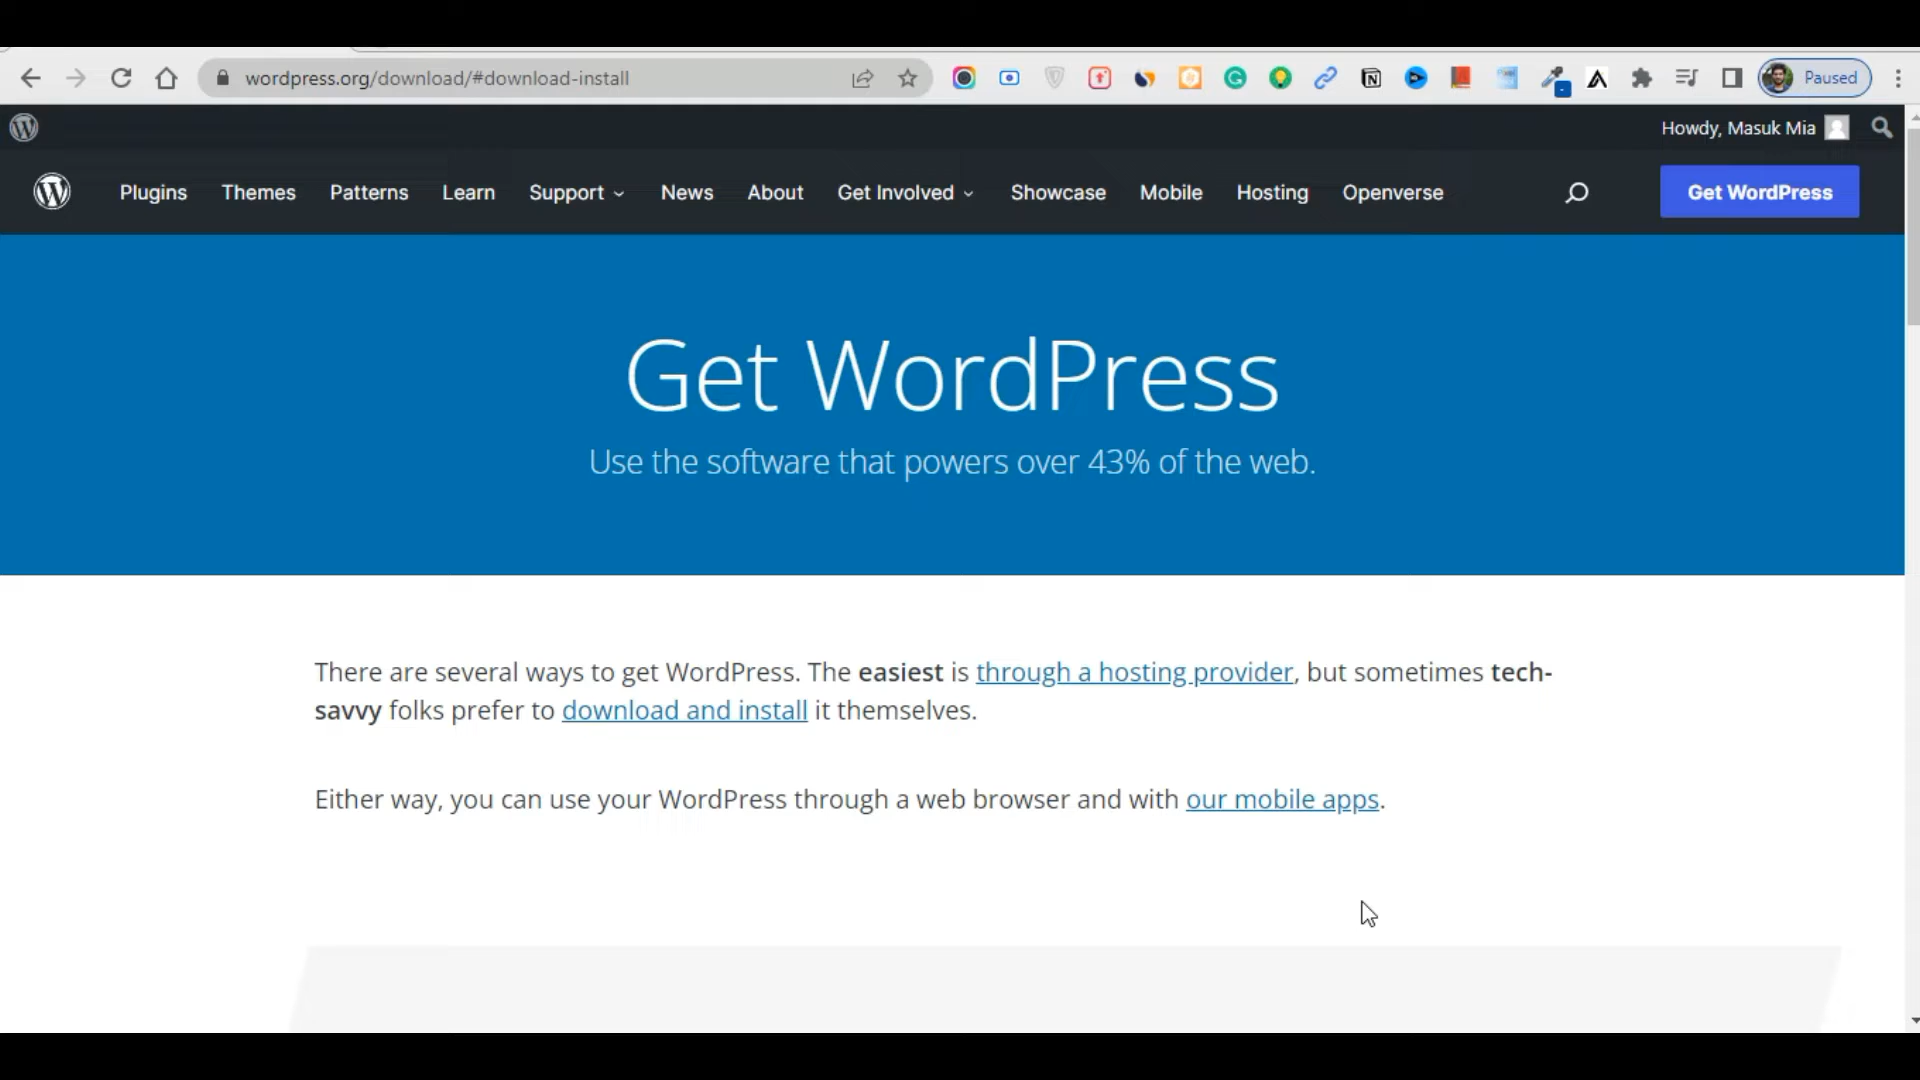 wordpress.org/download/#download-install
Paused
Howdy, Masuk Mia
Plugins Themes Patterns Learn Support News About Get Involved Showcase Mobile Hosting Openverse Get WordPress
Get WordPress
Use the software that powers over 43% of the web.
There are several ways to get WordPress. The easiest is through a hosting provider, but sometimes tech-
savvy folks prefer to download and install it themselves.
Either way, you can use your WordPress through a web browser and with our mobile apps.